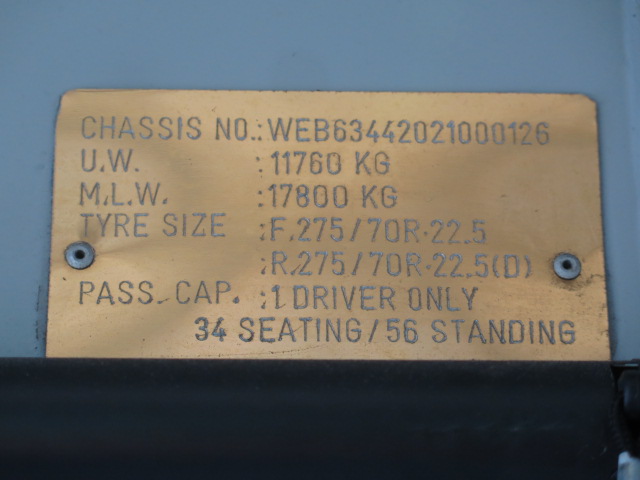 CHASSIS NO.: WEB63442021000126
U.W. : 11760 KG
M.L.W. : 17800 KG
TYRE SIZE : F.275/70R.22.5
: R.275/70R.22.5(D)
PASS. CAP. : 1 DRIVER ONLY
34 SEATING/56 STANDING